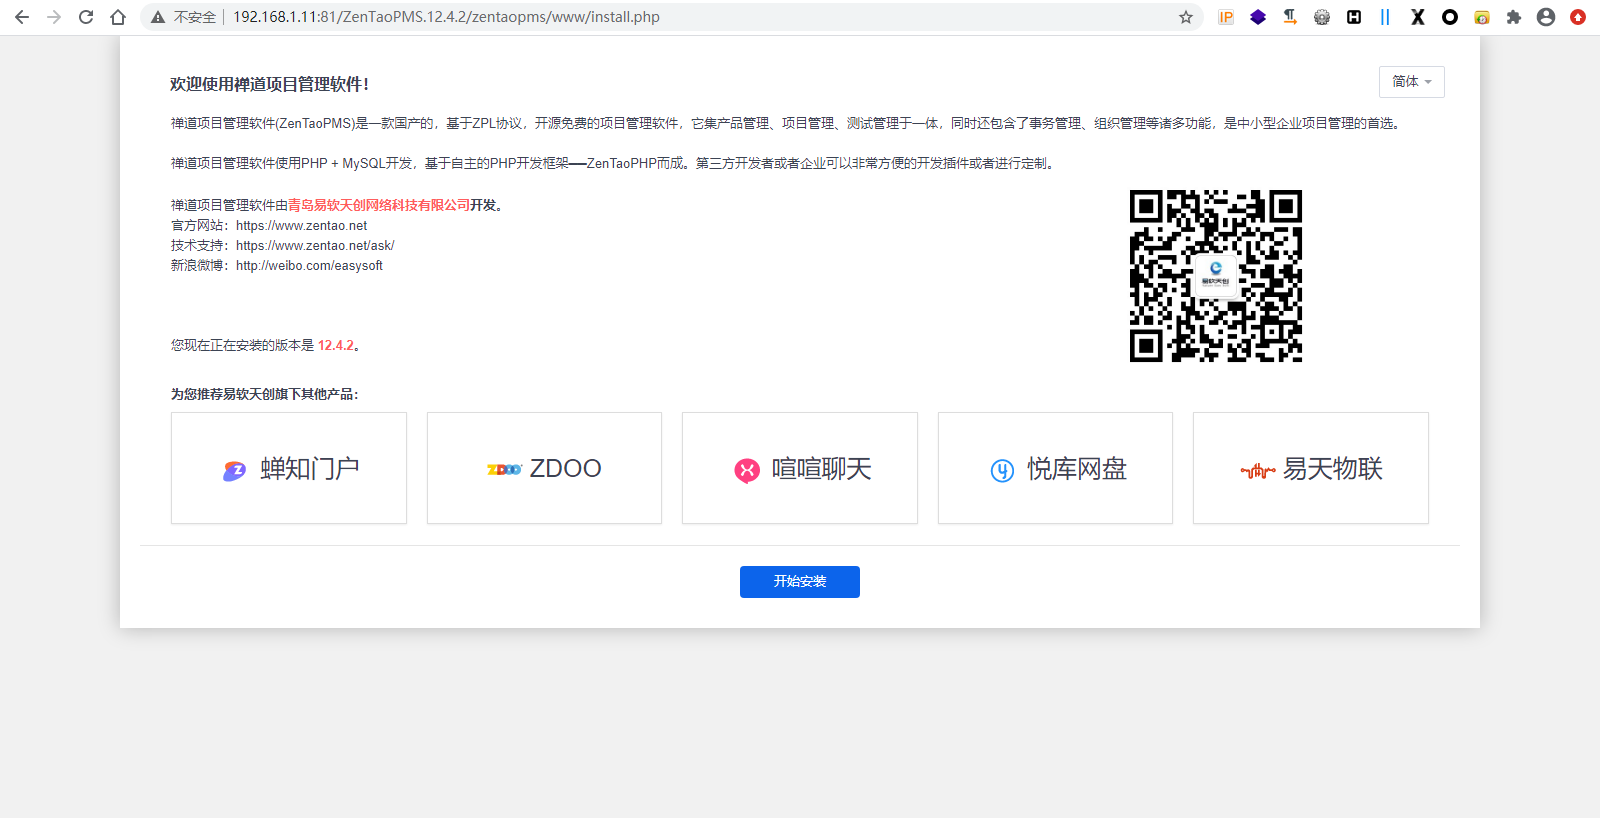 不安全 192.168.1.11:81/ZenTaoPMS.12.4.2/zentaopms/www/install.php
IP
欢迎使用禅道项目管理软件！
简体
禅道项目管理软件(ZenTaoPMS)是一款国产的，基于ZPL协议，开源免费的项目管理软件，它集产品管理、项目管理、测试管理于一体，同时还包含了事务管理、组织管理等诸多功能，是中小型企业项目管理的首选。
禅道项目管理软件使用PHP + MySQL开发，基于自主的PHP开发框架──ZenTaoPHP而成。第三方开发者或者企业可以非常方便的开发插件或者进行定制。
禅道项目管理软件由青岛易软天创网络科技有限公司开发。
官方网站：https://www.zentao.net
技术支持：https://www.zentao.net/ask/
新浪微博：http://weibo.com/easysoft
易软天创
您现在正在安装的版本是 12.4.2。
为您推荐易软天创旗下其他产品：
蝉知门户
ZDOO ZDOO
喧喧聊天
悦库网盘
易天物联
开始安装